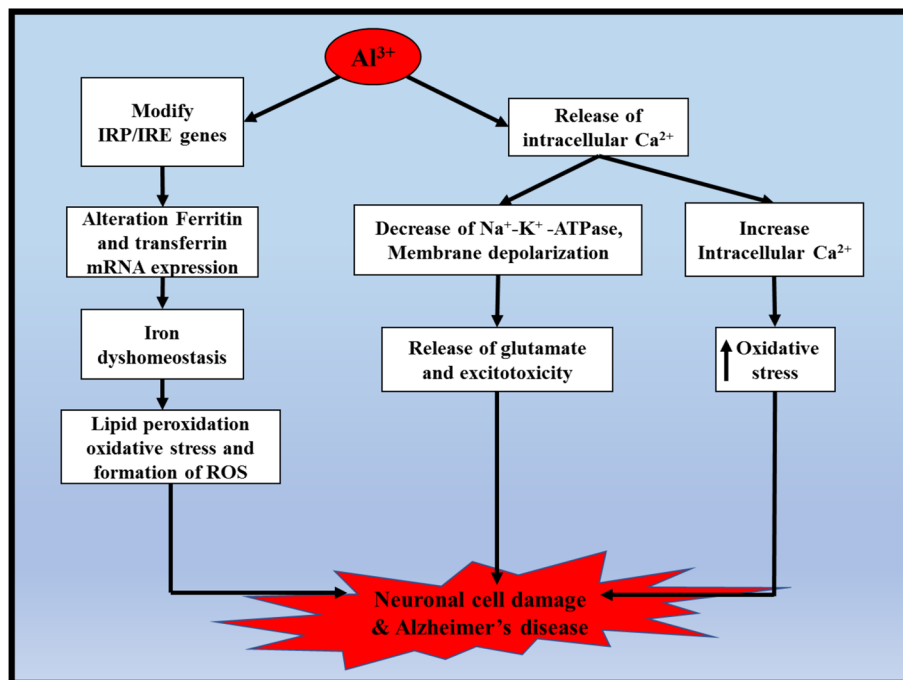 Al³⁺
Modify
IRP/IRE genes
Release of
intracellular Ca²⁺
Alteration Ferritin
and transferrin
mRNA expression
Decrease of Na⁺-K⁺ -ATPase,
Membrane depolarization
Increase
Intracellular Ca²⁺
Iron
dyshomeostasis
Release of glutamate
and excitotoxicity
Oxidative
stress
Lipid peroxidation
oxidative stress and
formation of ROS
Neuronal cell damage
& Alzheimer’s disease